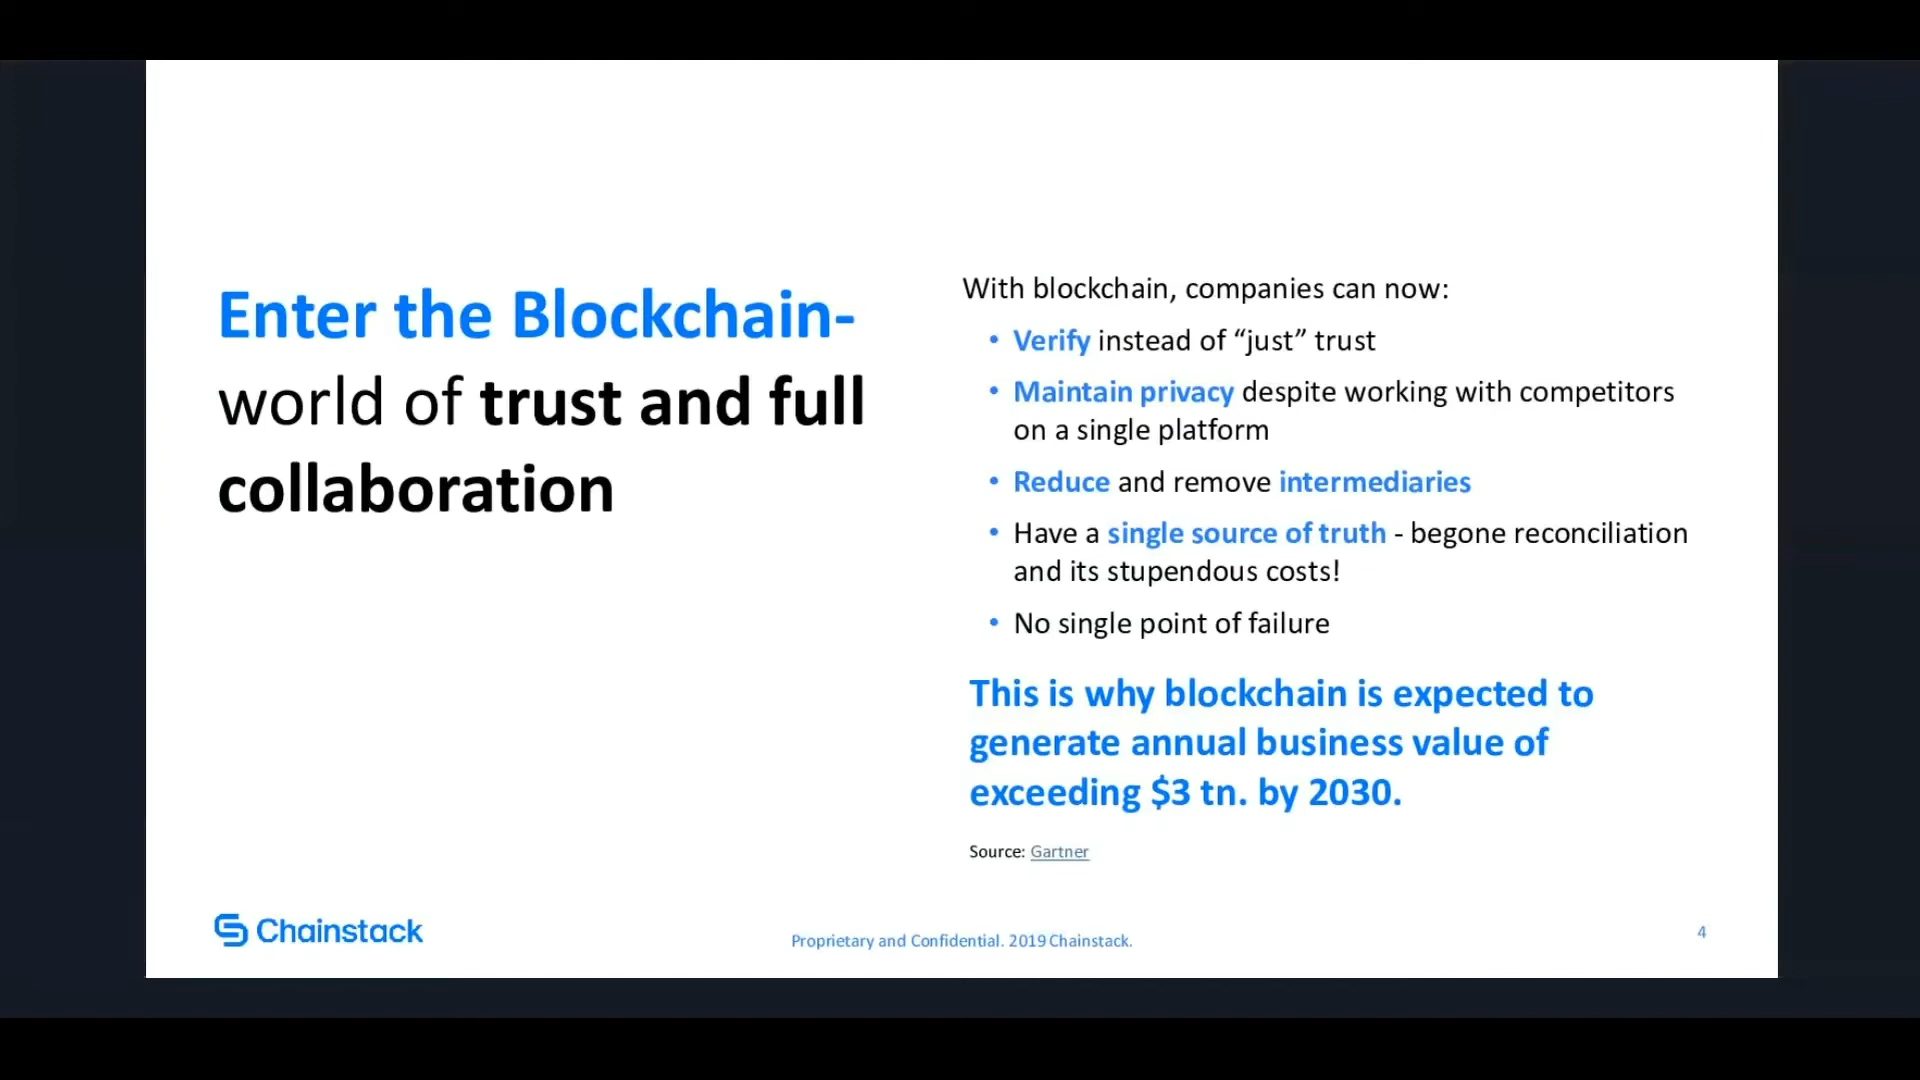 Enter the Blockchain-
world of trust and full
collaboration
With blockchain, companies can now:
• Verify instead of “just” trust
• Maintain privacy despite working with competitors
on a single platform
• Reduce and remove intermediaries
• Have a single source of truth - begone reconciliation
and its stupendous costs!
• No single point of failure
This is why blockchain is expected to
generate annual business value of
exceeding $3 tn. by 2030.
Source: Gartner
Chainstack
Proprietary and Confidential. 2019 Chainstack.
4